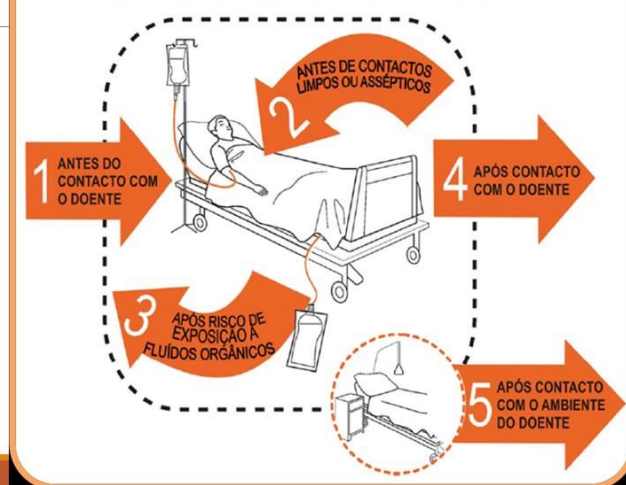 1 ANTES DO
CONTACTO COM
O DOENTE
2 ANTES DE CONTACTOS
LIMPOS OU ASSÉPTICOS
3 APÓS RISCO DE
EXPOSIÇÃO A
FLUÍDOS ORGÂNICOS
4 APÓS CONTACTO
COM O DOENTE
5 APÓS CONTACTO
COM O AMBIENTE
DO DOENTE